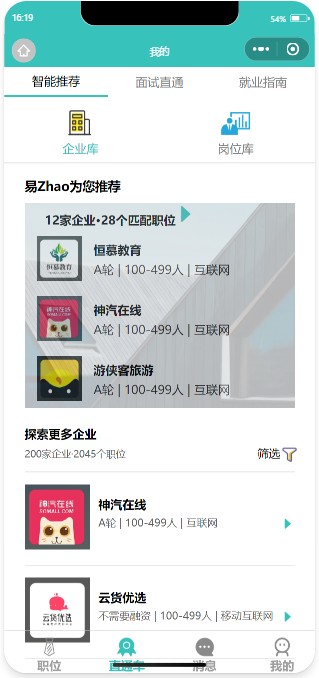 16:19
54%
我的
智能推荐
面试直通
就业指南
企业库
岗位库
易Zhao为您推荐
12家企业·28个匹配职位
恒慕教育
恒慕教育
A轮 | 100-499人 | 互联网
神汽在线
神汽在线
A轮 | 100-499人 | 互联网
游侠客旅游
A轮 | 100-499人 | 互联网
探索更多企业
200家企业·2045个职位
筛选
神汽在线
SOMALL.COM
神汽在线
A轮 | 100-499人 | 互联网
云货优选
云货优选
不需要融资 | 100-499人 | 移动互联网
职位
直通车
消息
我的